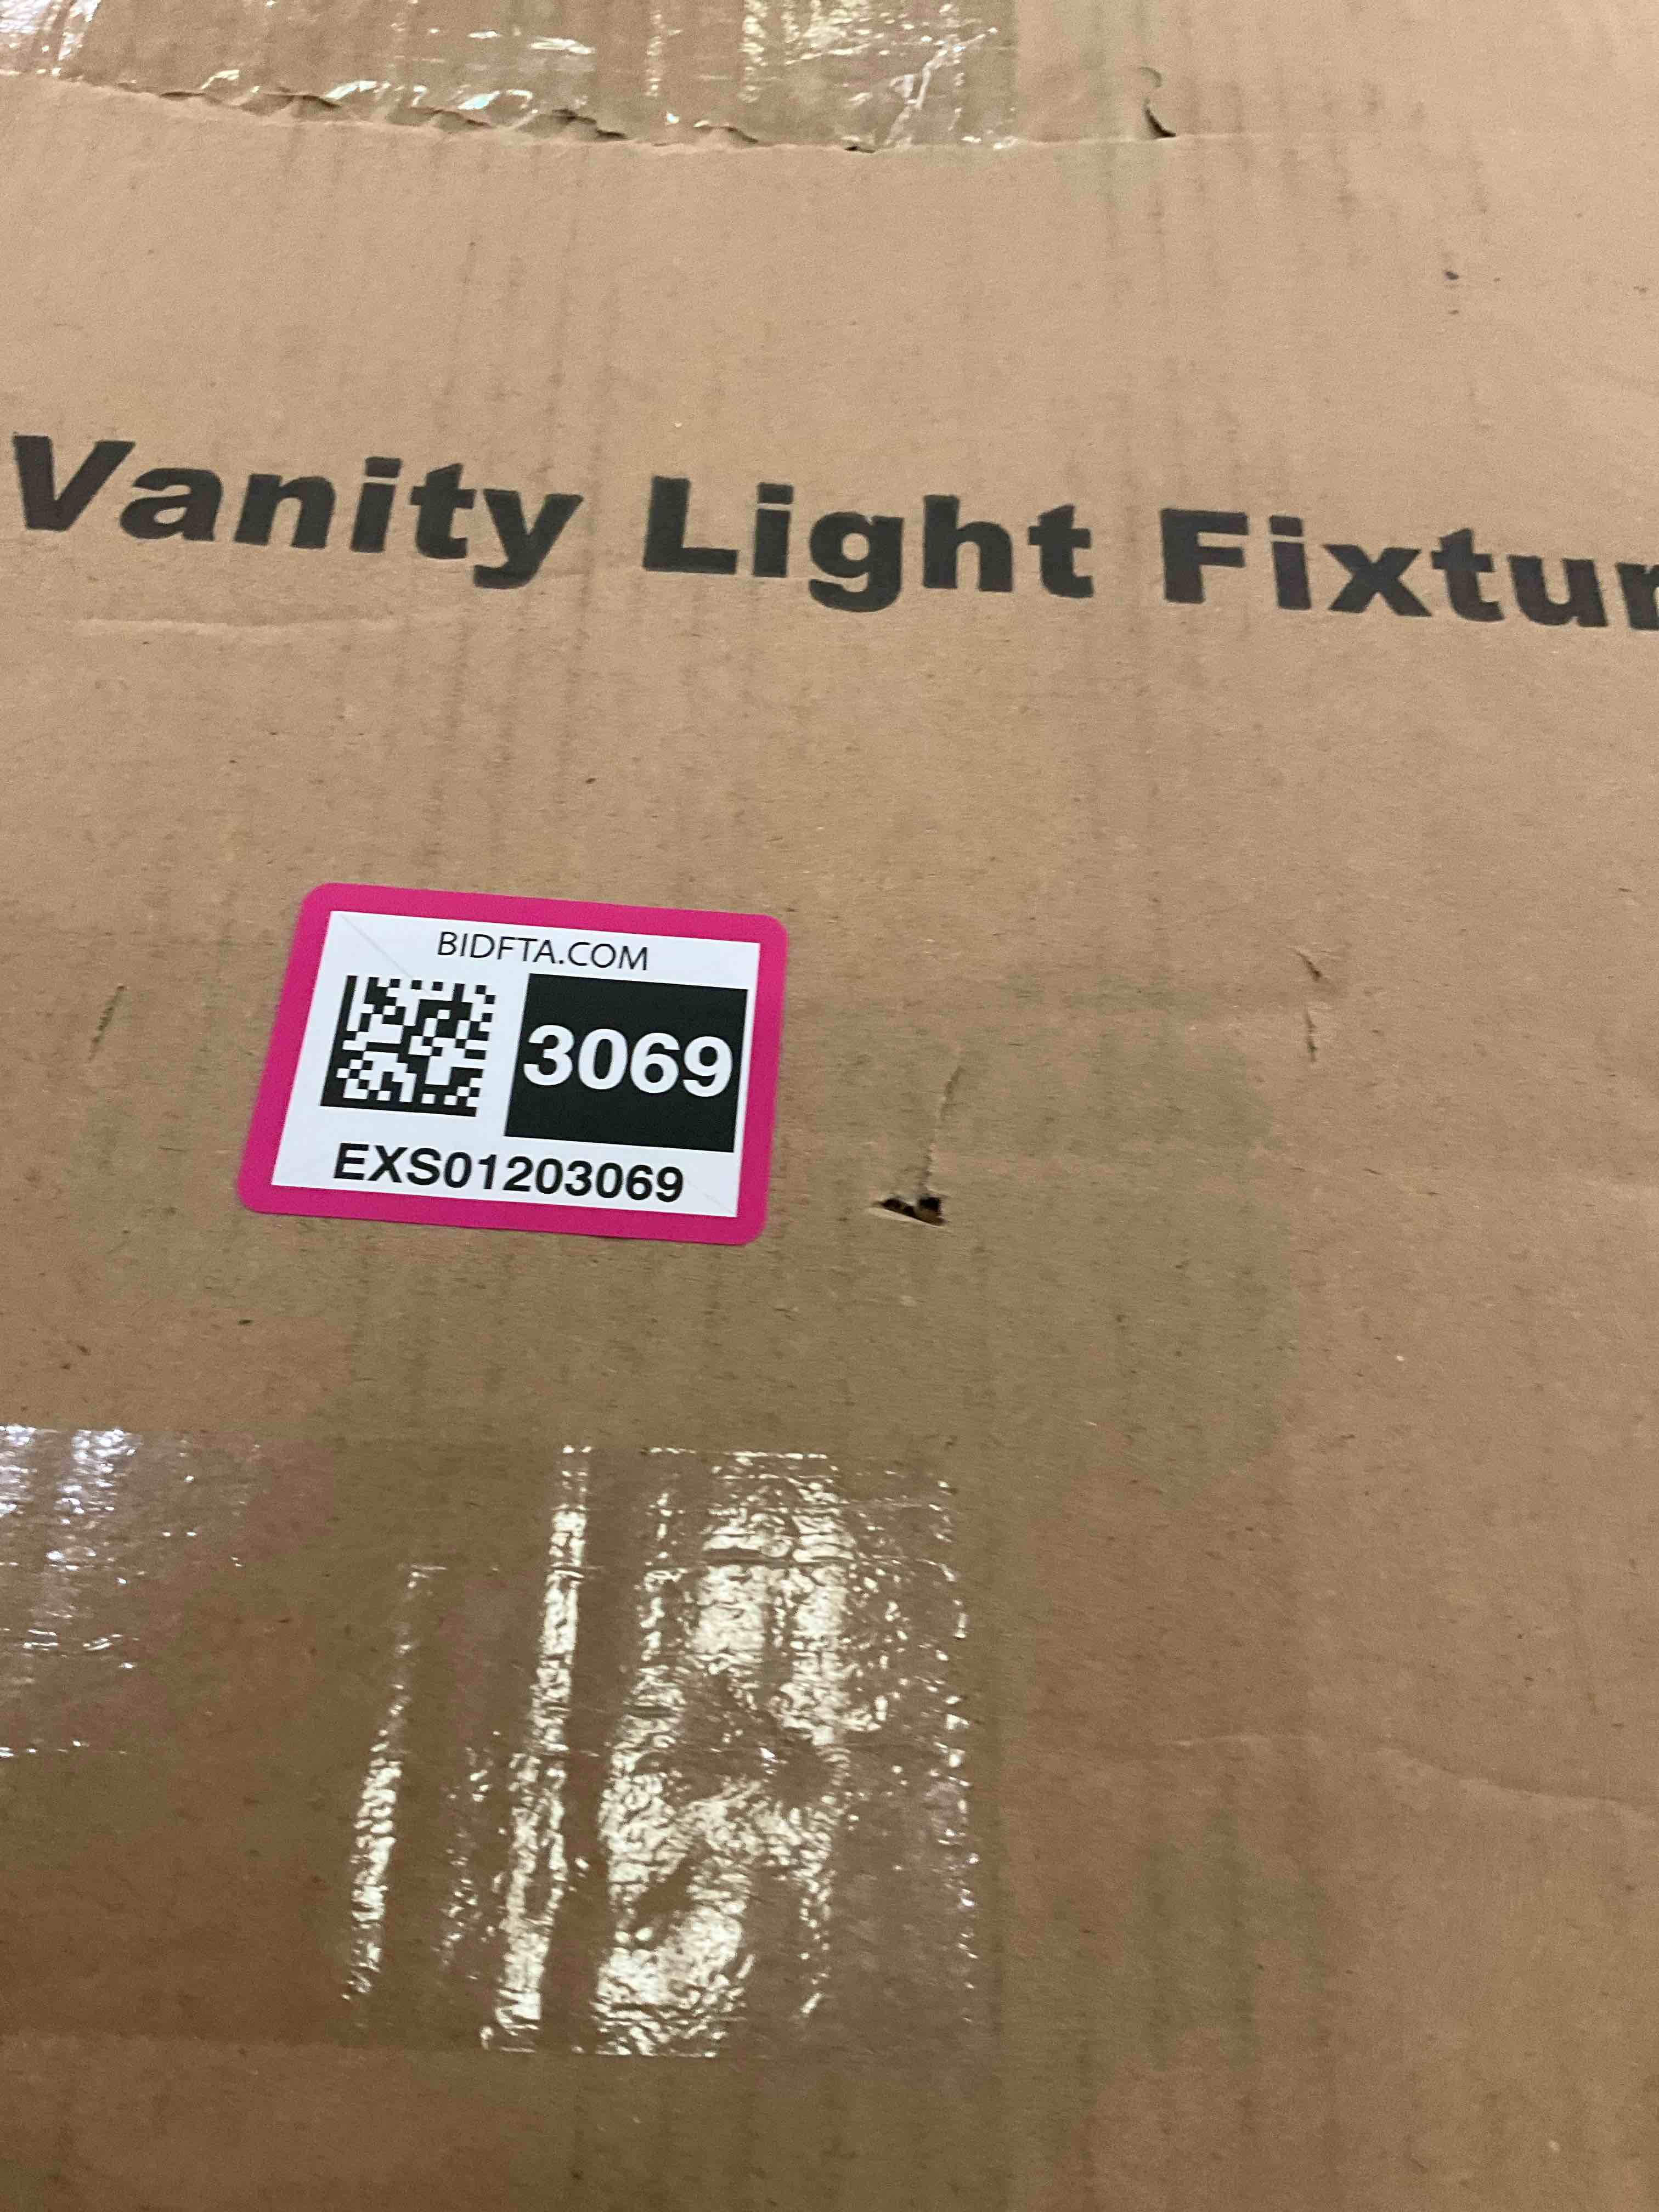 Vanity Light Fixtur
BIDFTA.COM
3069
EXS01203069